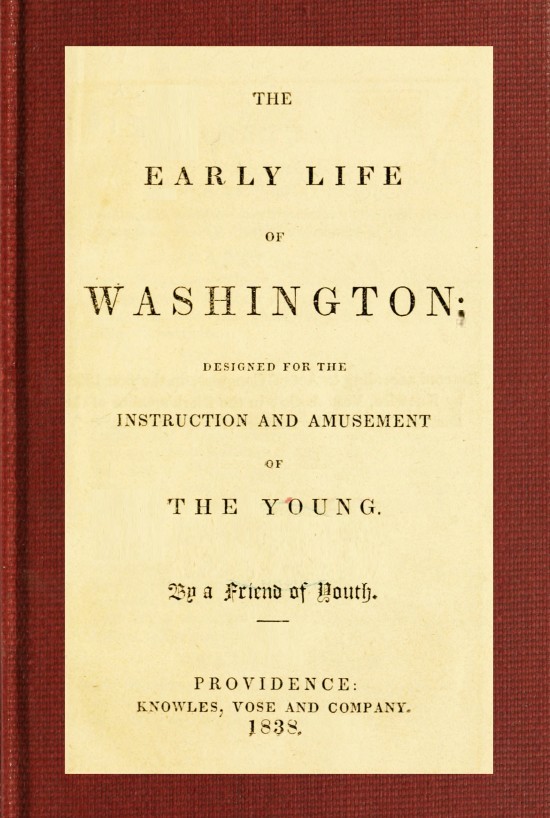 THE
EARLY LIFE
OF
WASHINGTON;
DESIGNED FOR THE
INSTRUCTION AND AMUSEMENT
OF
THE YOUNG.
By a Friend of Youth.
PROVIDENCE:
KNOWLES, VOSE AND COMPANY.
1838.